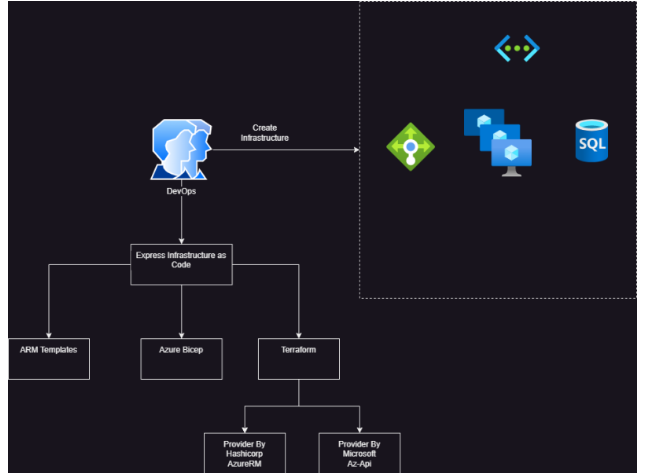 Create
Infrastructure
SQL
DevOps
Express Infrastructure as
Code
ARM Templates
Azure Bicep
Terraform
Provider By
Hashicorp
AzureRM
Provider By
Microsoft
Az-Api